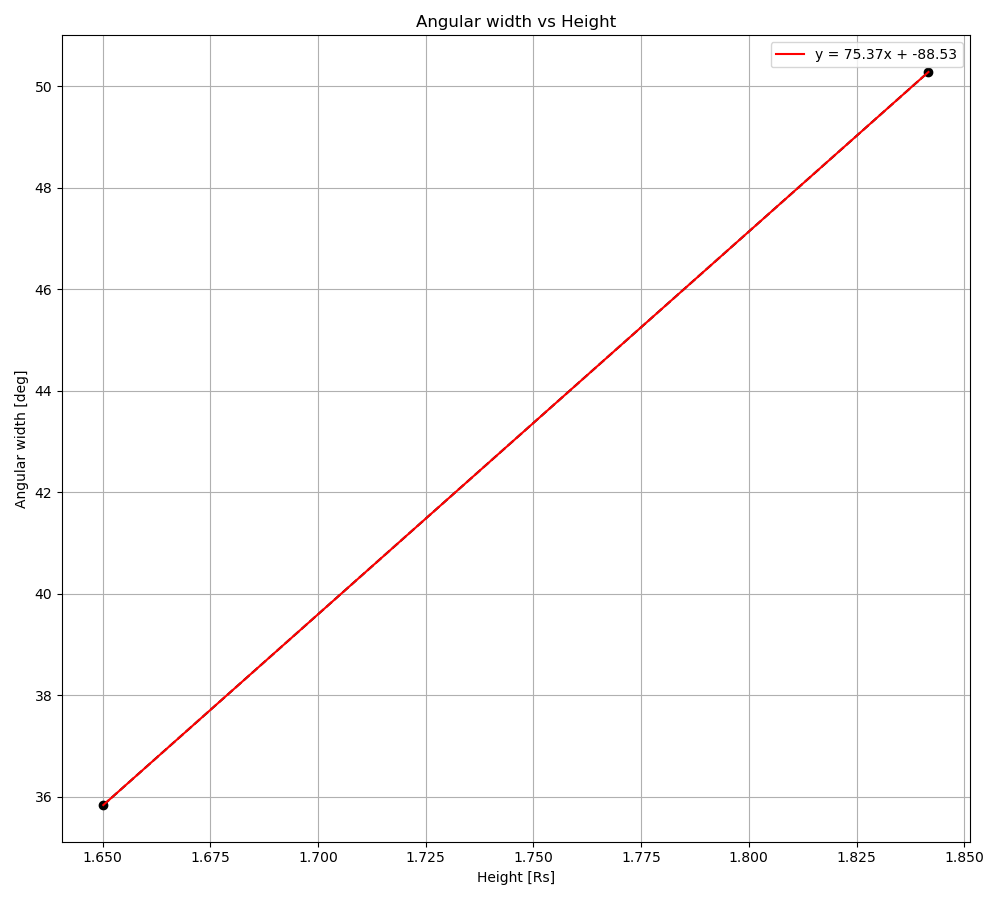 Angular width vs Height
y = 75.37x + -88.53
Angular width [deg]
50
48
46
44
42
40
38
36
1.650 1.675 1.700 1.725 1.750 1.775 1.800 1.825 1.850
Height [Rs]